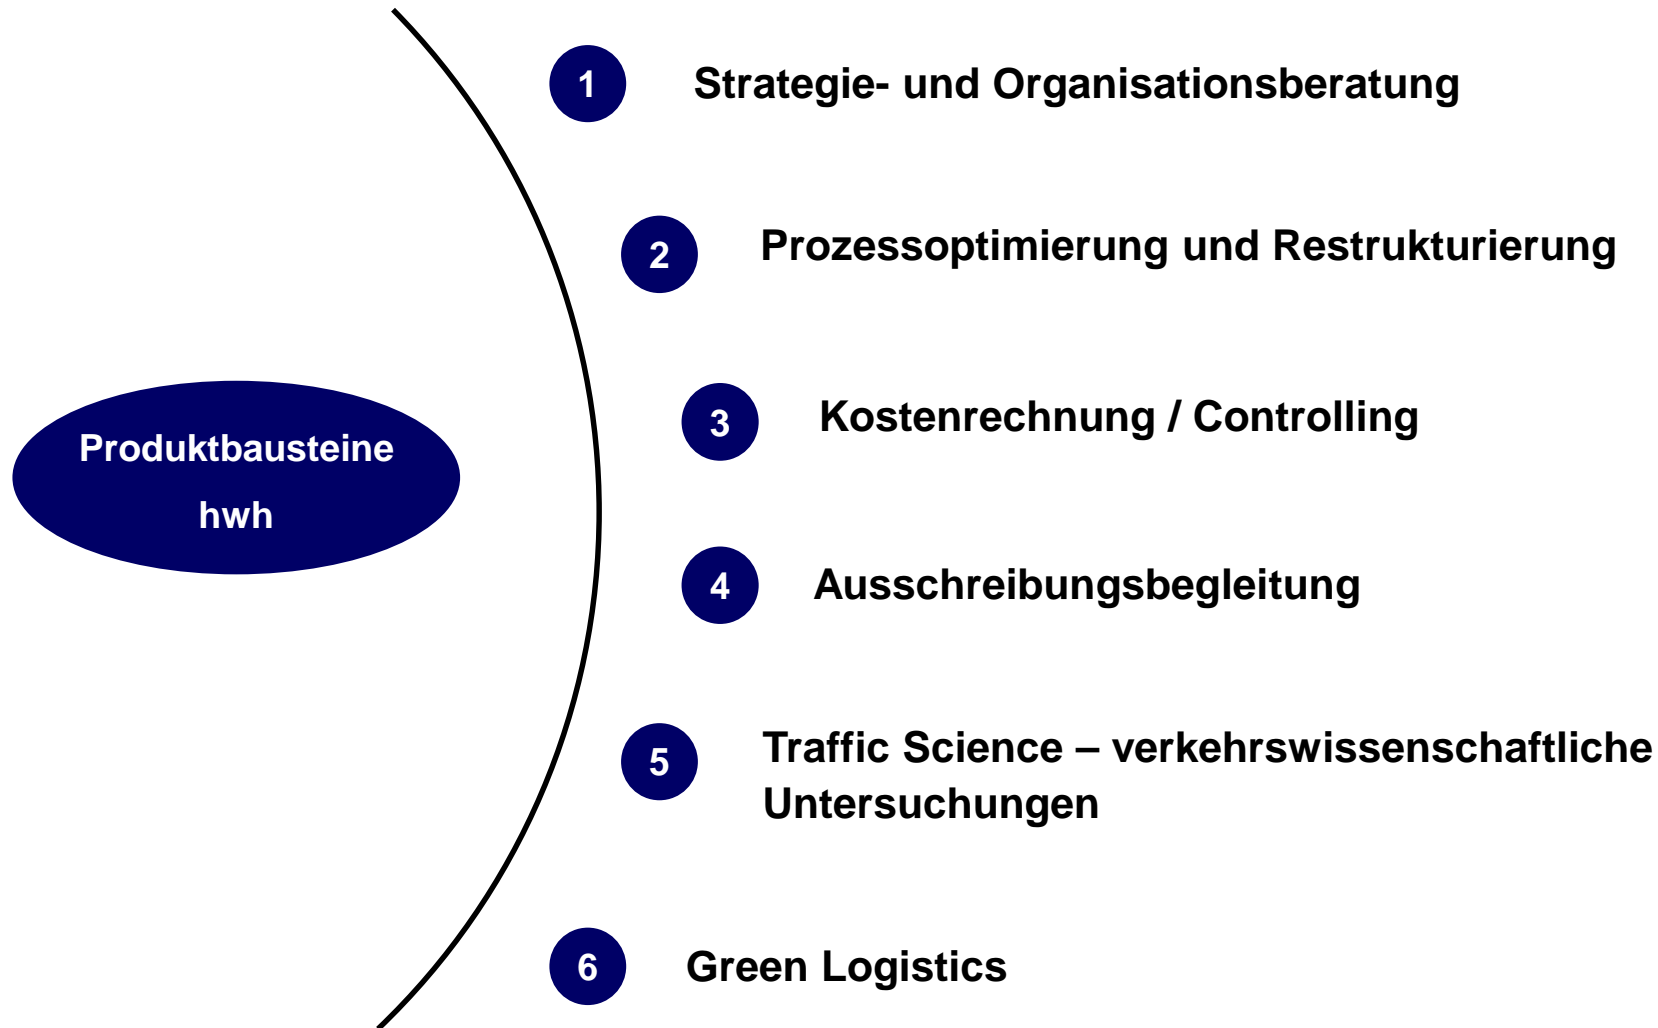 1 Strategie- und Organisationsberatung
2 Prozessoptimierung und Restrukturierung
3 Kostenrechnung / Controlling
Produktbausteine
hwh
4 Ausschreibungsbegleitung
5 Traffic Science – verkehrswissenschaftliche
Untersuchungen
6 Green Logistics